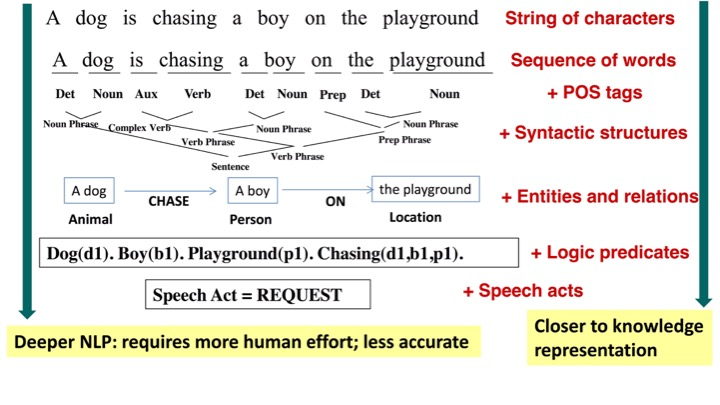 A dog is chasing a boy on the playground String of characters
A dog is chasing a boy on the playground Sequence of words
Det Noun Aux Verb Det Noun Prep Det Noun + POS tags
Noun Phrase Complex Verb Noun Phrase Noun Phrase
Verb Phrase Prep Phrase + Syntactic structures
Verb Phrase
Sentence
A dog A boy the playground + Entities and relations
CHASE ON
Animal Person Location
Dog(d1). Boy(b1). Playground(p1). Chasing(d1,b1,p1). + Logic predicates
Speech Act = REQUEST + Speech acts
Deeper NLP: requires more human effort; less accurate
Closer to knowledge
representation